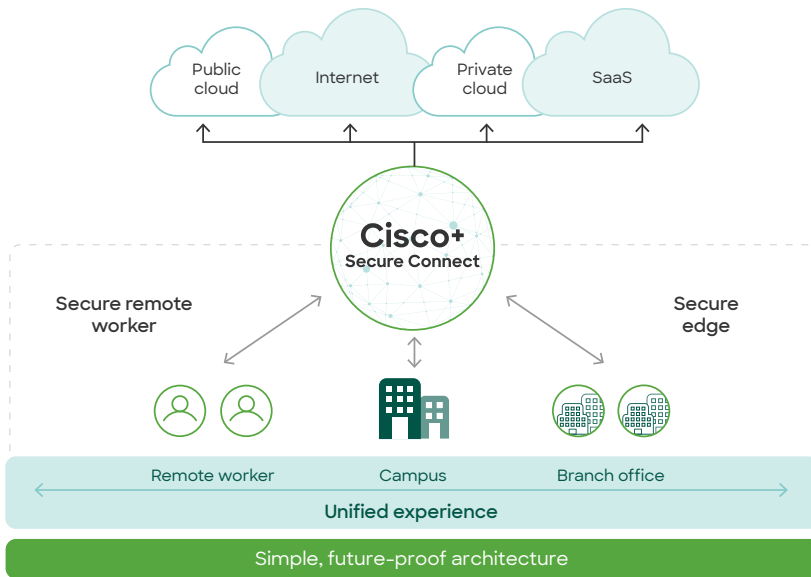 Public
cloud
Internet
Private
cloud
SaaS
Cisco+
Secure Connect
Secure remote
worker
Secure
edge
Remote worker
Campus
Branch office
Unified experience
Simple, future-proof architecture